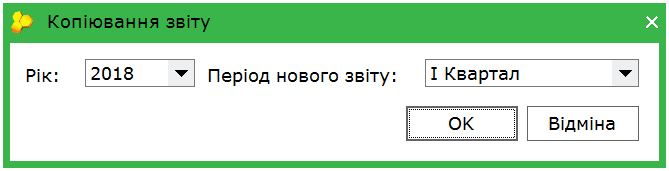 Копіювання звіту
Рік: 2018 Період нового звіту: І Квартал
OK Відміна